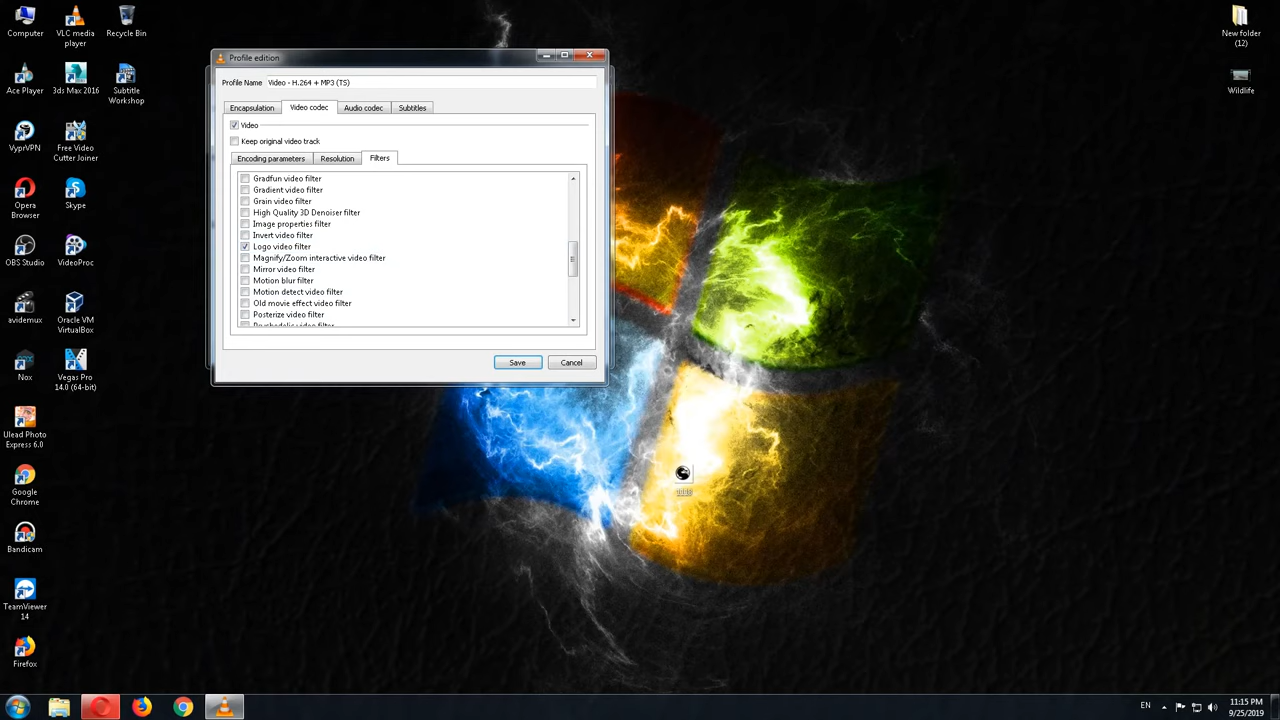 Computer
VLC media
player
Recycle Bin
Ace Player
3ds Max 2016
Subtitle
Workshop
VyprVPN
Free Video
Cutter Joiner
Opera
Browser
Skype
OBS Studio
VideoProc
avidemux
Oracle VM
VirtualBox
Nox
Vegas Pro
14.0 (64-bit)
Ulead Photo
Express 6.0
Google
Chrome
Bandicam
TeamViewer
14
Firefox
Profile edition
Profile Name
Video - H.264 + MP3 (TS)
Encapsulation
Video codec
Audio codec
Subtitles
Video
Keep original video track
Encoding parameters
Resolution
Filters
Gradfun video filter
Gradient video filter
Grain video filter
High Quality 3D Denoiser filter
Image properties filter
Invert video filter
Logo video filter
Magnify/Zoom interactive video filter
Mirror video filter
Motion blur filter
Motion detect video filter
Old movie effect video filter
Posterize video filter
Psychedelic video filter
Save
Cancel
New folder
(12)
Wildlife
EN
11:15 PM
9/25/2019